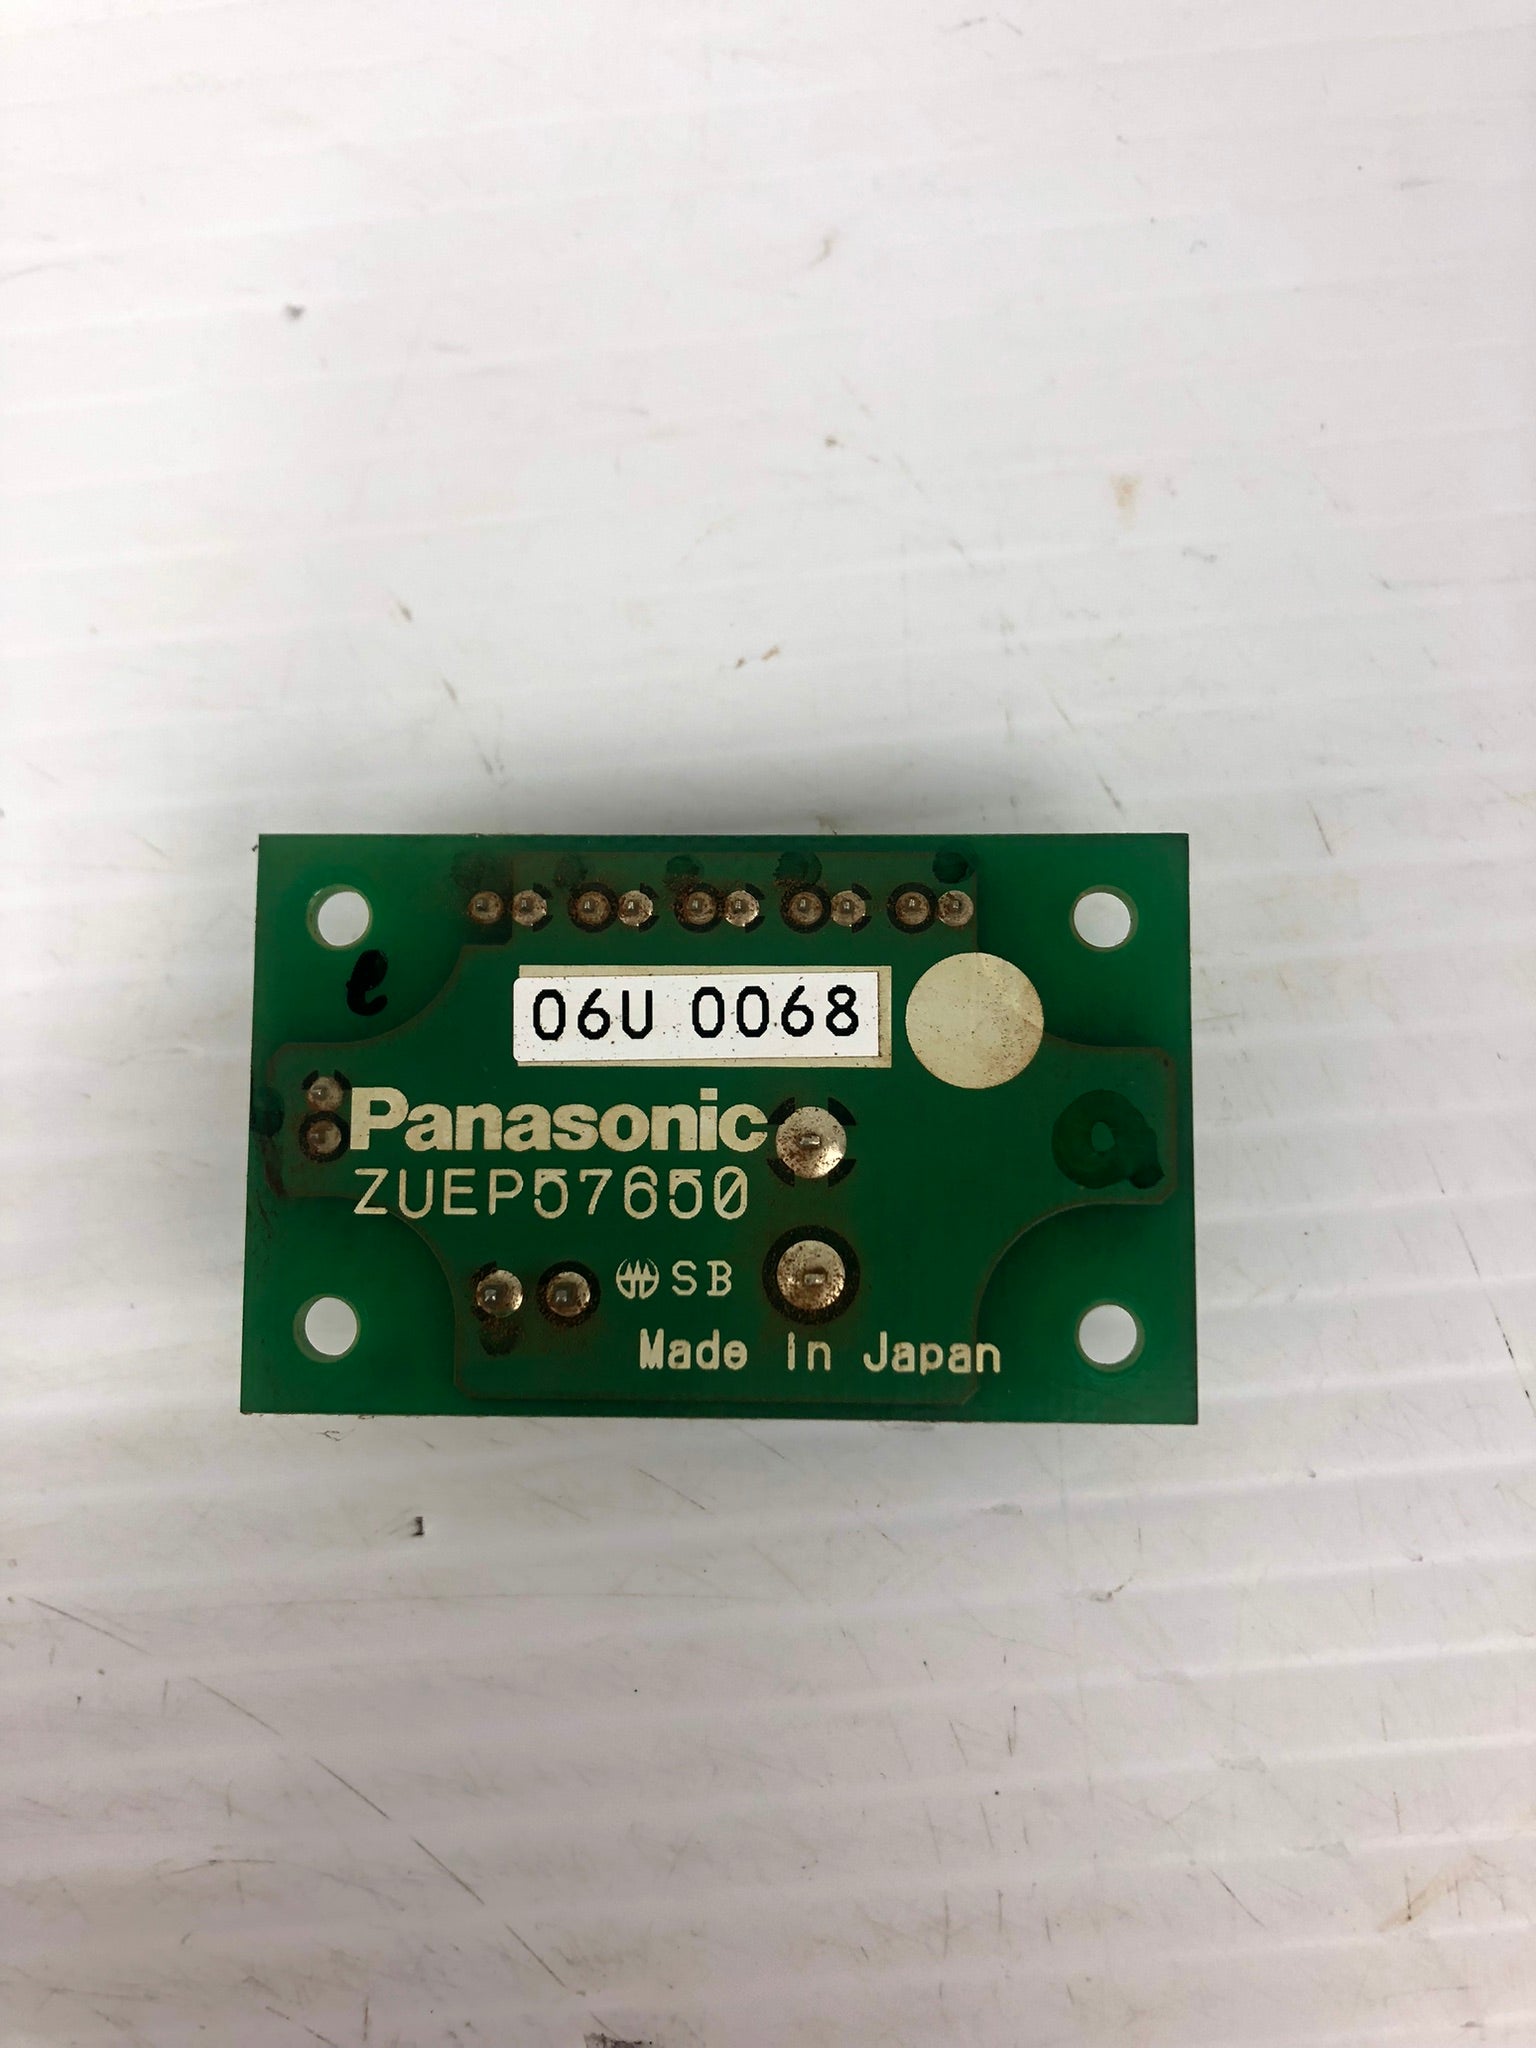 06U 0068
Panasonic
ZUEP57650
SB
Made in Japan